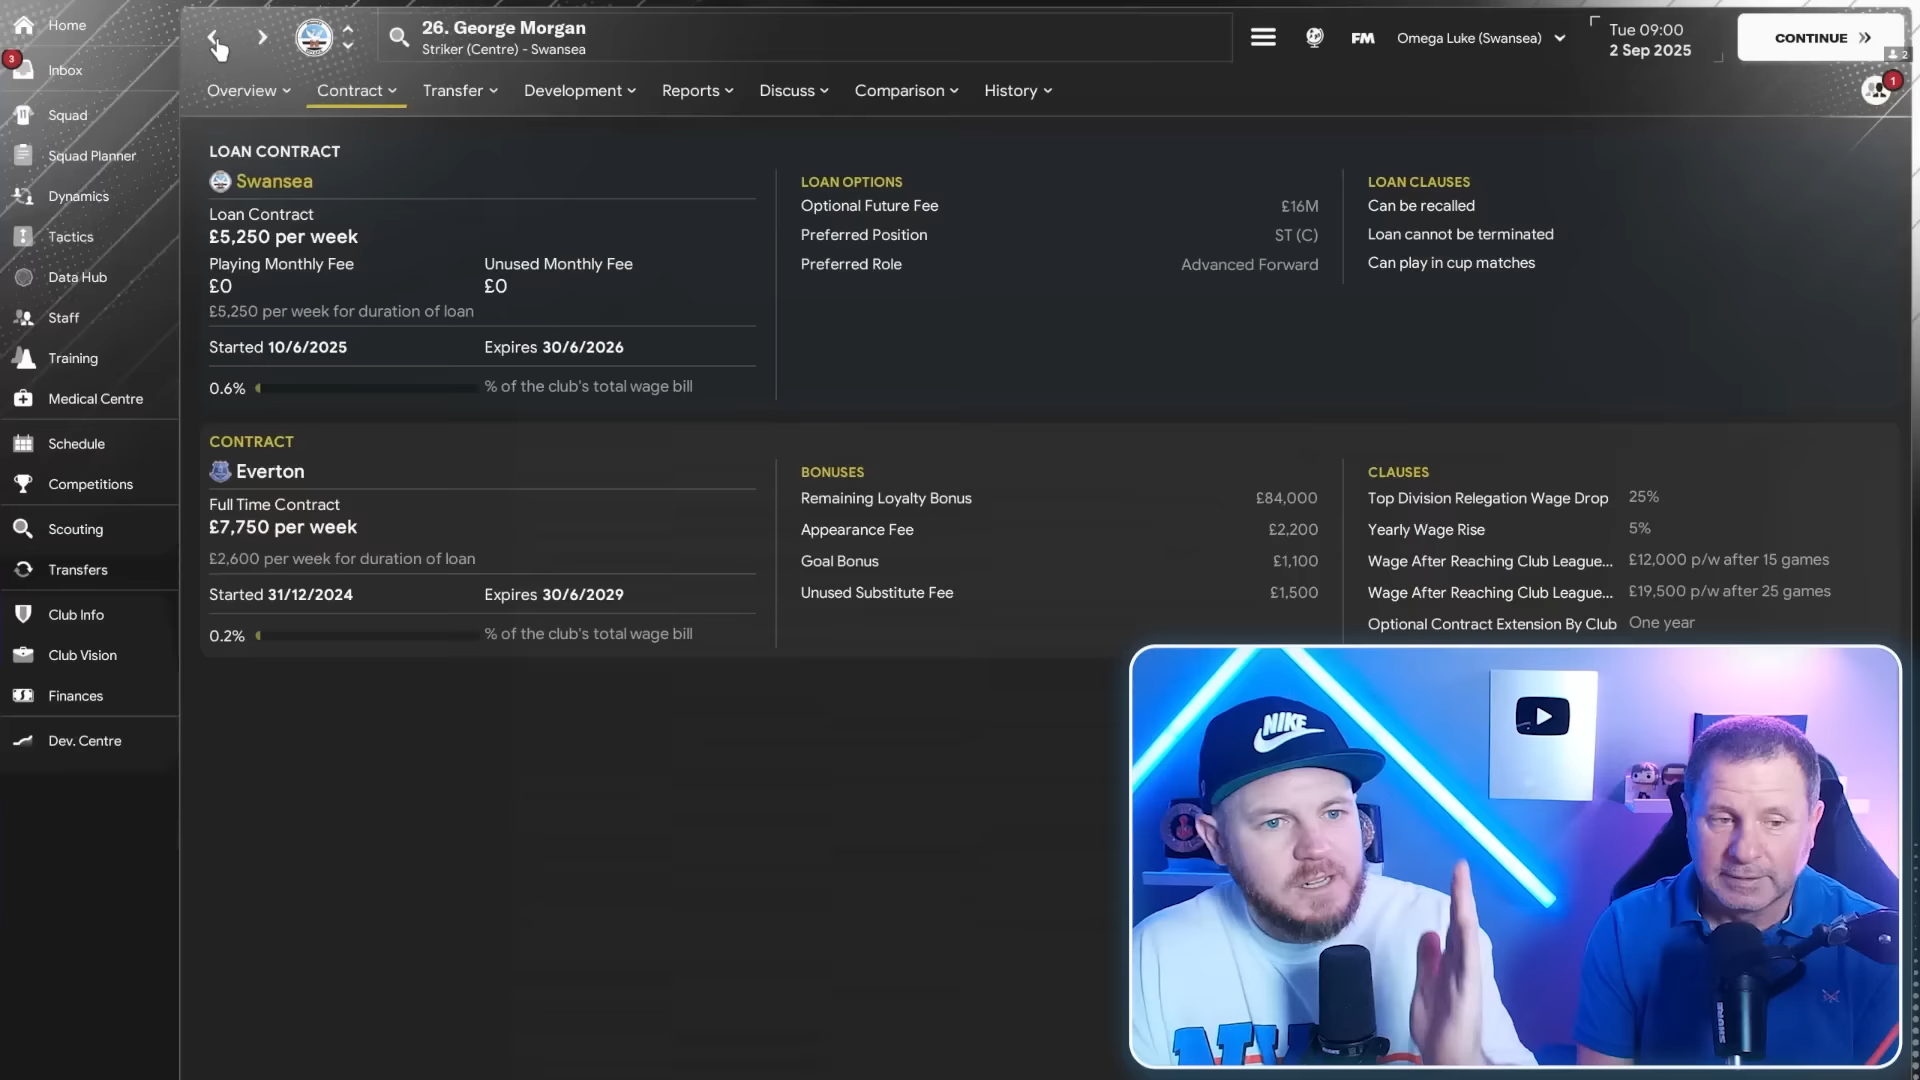 Home
3
Inbox
Squad
Squad Planner
Dynamics
Tactics
Data Hub
Staff
Training
Medical Centre
Schedule
Competitions
Scouting
Transfers
Club Info
Club Vision
Finances
Dev. Centre
26. George Morgan
Striker (Centre) - Swansea
FM
Omega Luke (Swansea)
Tue 09:00
2 Sep 2025
CONTINUE
2
1
Overview
Contract
Transfer
Development
Reports
Discuss
Comparison
History
LOAN CONTRACT
Swansea
Loan Contract
£5,250 per week
Playing Monthly Fee Unused Monthly Fee
£0 £0
£5,250 per week for duration of loan
Started 10/6/2025 Expires 30/6/2026
0.6% % of the club's total wage bill
LOAN OPTIONS
Optional Future Fee £16M
Preferred Position ST (C)
Preferred Role Advanced Forward
LOAN CLAUSES
Can be recalled
Loan cannot be terminated
Can play in cup matches
CONTRACT
Everton
Full Time Contract
£7,750 per week
£2,600 per week for duration of loan
Started 31/12/2024 Expires 30/6/2029
0.2% % of the club's total wage bill
BONUSES
Remaining Loyalty Bonus £84,000
Appearance Fee £2,200
Goal Bonus £1,100
Unused Substitute Fee £1,500
CLAUSES
Top Division Relegation Wage Drop 25%
Yearly Wage Rise 5%
Wage After Reaching Club League... £12,000 p/w after 15 games
Wage After Reaching Club League... £19,500 p/w after 25 games
Optional Contract Extension By Club One year
NIKE
SHURE